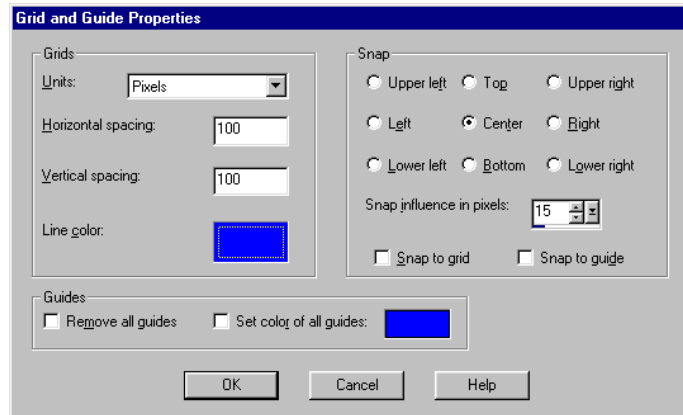 Grid and Guide Properties
Grids
Units: Pixels
Horizontal spacing: 100
Vertical spacing: 100
Line color:
Snap
Upper left Top Upper right
Left Center Right
Lower left Bottom Lower right
Snap influence in pixels: 15
Snap to grid Snap to guide
Guides
Remove all guides Set color of all guides:
OK Cancel Help